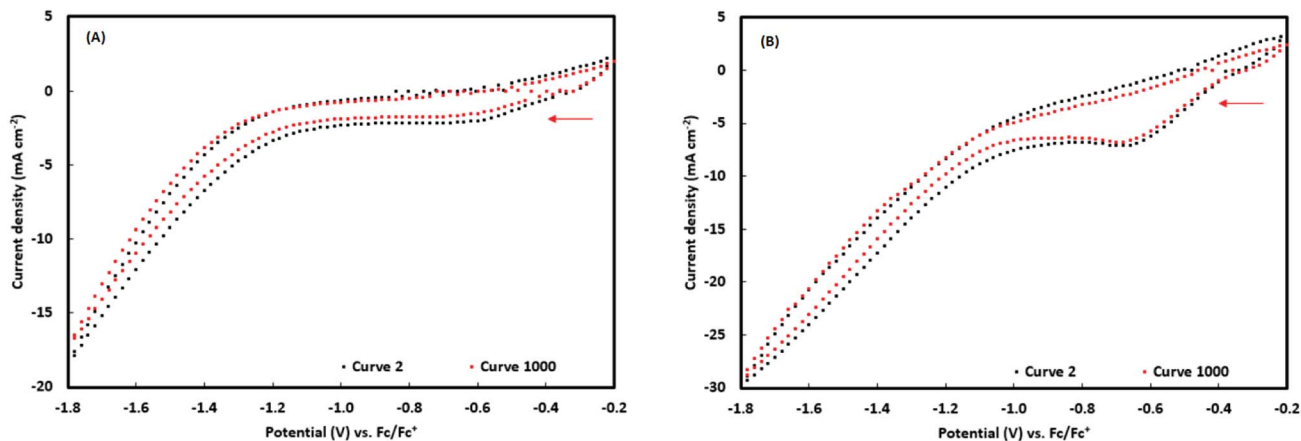 (A)
5
0
-5
-10
-15
-20
Current density (mA cm⁻²)
Curve 2 Curve 1000
-1.8 -1.6 -1.4 -1.2 -1.0 -0.8 -0.6 -0.4 -0.2
Potential (V) vs. Fc/Fc⁺
(B)
5
0
-5
-10
-15
-20
-25
-30
Current density (mA cm⁻²)
Curve 2 Curve 1000
-1.8 -1.6 -1.4 -1.2 -1.0 -0.8 -0.6 -0.4 -0.2
Potential (V) vs. Fc/Fc⁺